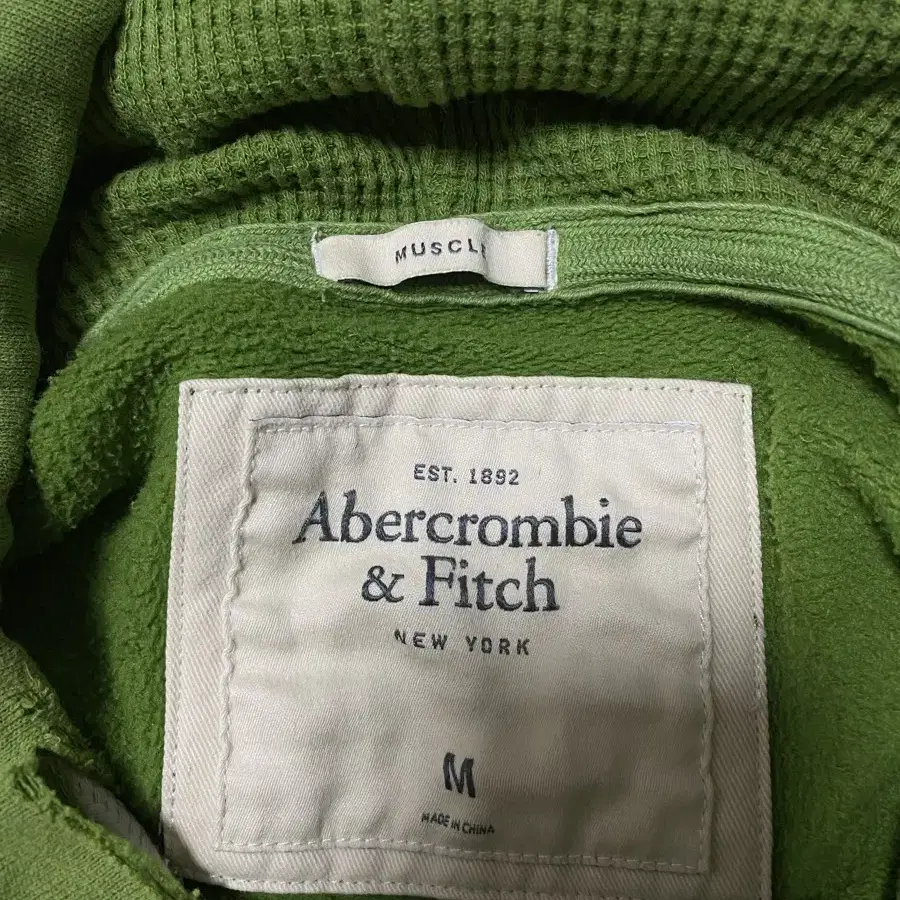 MUSCLE
EST. 1892
Abercrombie
& Fitch
NEW YORK
M
MADE IN CHINA